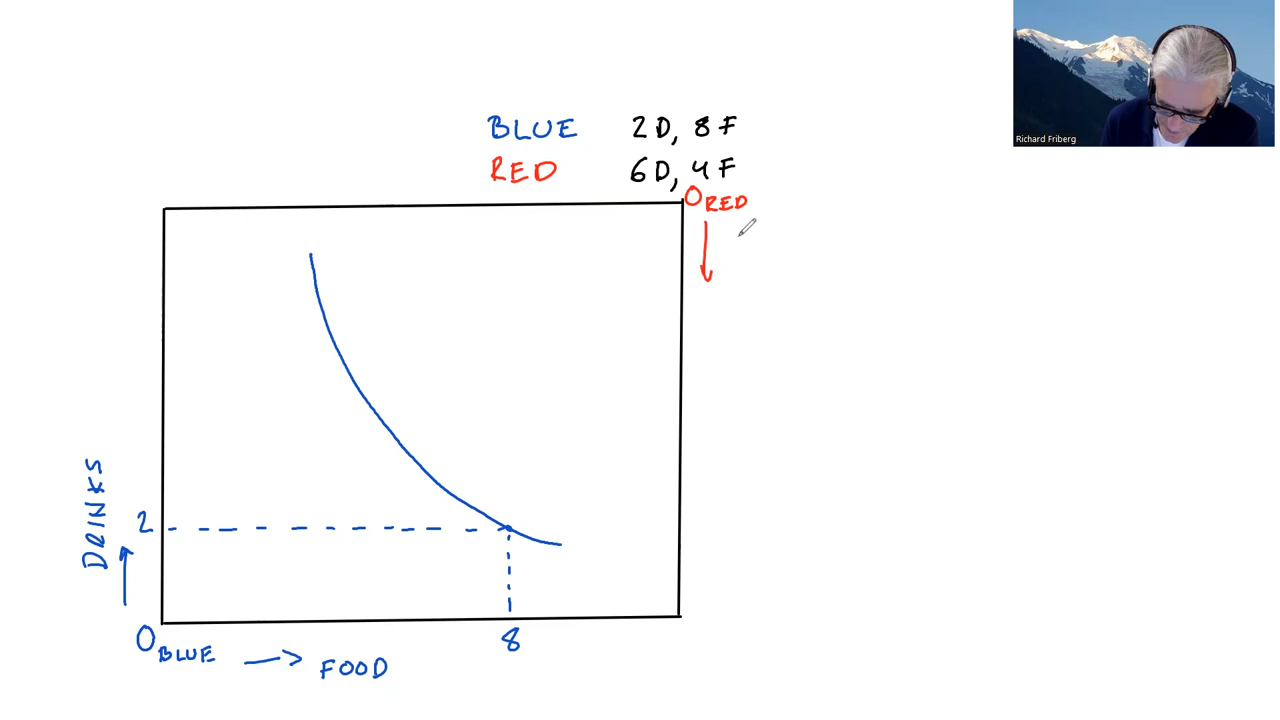 Richard Friberg
BLUE 2D, 8F
RED 6D, 4F
O RED
DRINKS
2
O BLUE
8
FOOD